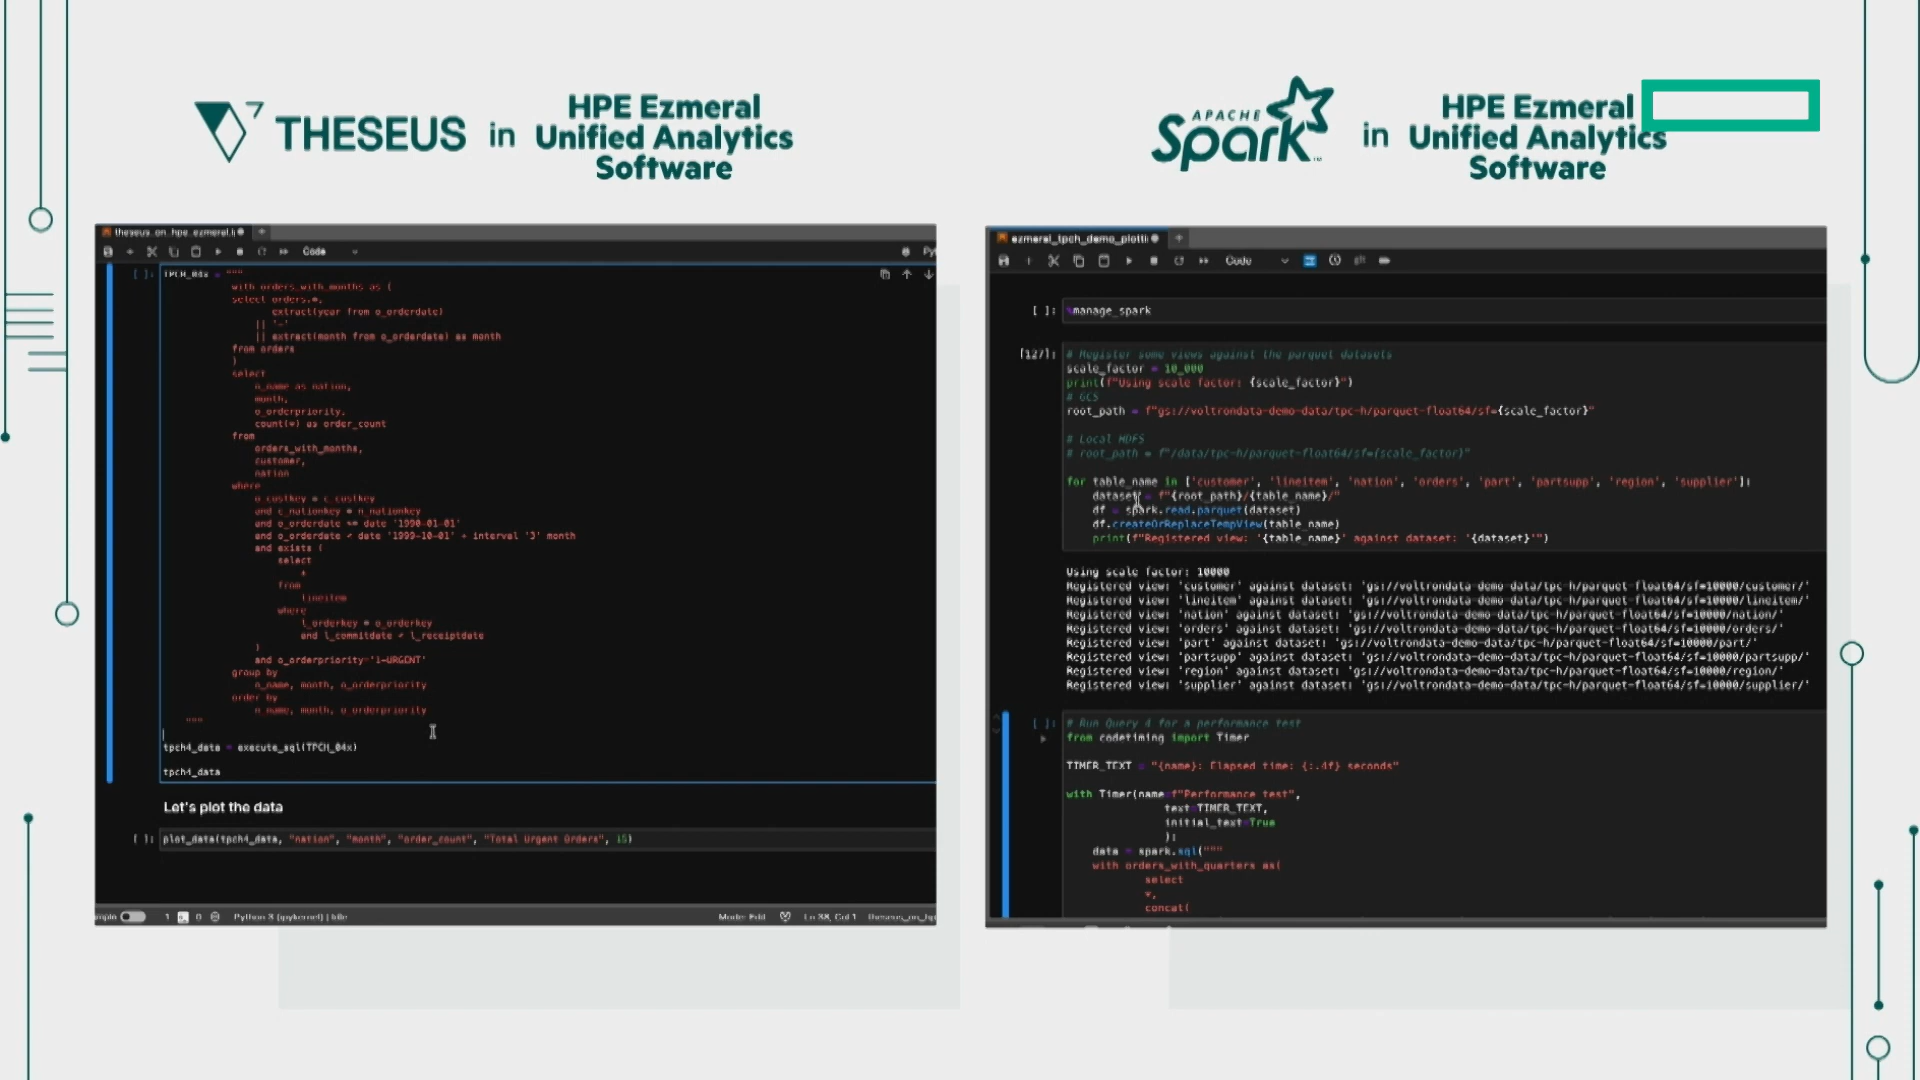 THESEUS in HPE Ezmeral
Unified Analytics
Software
APACHE
Spark in HPE Ezmeral
Unified Analytics
Software
theseus_on_hpe_ezmeral.i
Code
[ ]: TPCH_04x = """
with orders_with_months as (
select orders.*,
extract(year from o_orderdate)
|| '-'
|| extract(month from o_orderdate) as month
from orders
)
select
n_name as nation,
month,
o_orderpriority,
count(*) as order_count
from
orders_with_months,
customer,
nation
where
o_custkey = c_custkey
and c_nationkey = n_nationkey
and o_orderdate >= date '1990-01-01'
and o_orderdate < date '1999-10-01' + interval '3' month
and exists (
select
*
from
lineitem
where
l_orderkey = o_orderkey
and l_commitdate < l_receiptdate
)
and o_orderpriority='1-URGENT'
group by
n_name, month, o_orderpriority
order by
n_name, month, o_orderpriority
"""
tpch4_data = execute_sql(TPCH_04x)
tpch4_data
Let's plot the data
[ ]: plot_data(tpch4_data, "nation", "month", "order_count", "Total Urgent Orders", 15)
Python 3 (ipykernel) | Idle
Mode: Edit
Ln 38, Col 1
ezmeral_tpch_demo_plotti
Code
git
[ ]: %manage_spark
[127]: # Register some views against the parquet datasets
scale_factor = 10_000
print(f"Using scale factor: {scale_factor}")
# GCS
root_path = f"gs://voltrondata-demo-data/tpc-h/parquet-float64/sf={scale_factor}"
# Local HDFS
# root_path = f"/data/tpc-h/parquet-float64/sf={scale_factor}"
for table_name in ['customer', 'lineitem', 'nation', 'orders', 'part', 'partsupp', 'region', 'supplier']:
dataset = f"{root_path}/{table_name}/"
df = spark.read.parquet(dataset)
df.createOrReplaceTempView(table_name)
print(f"Registered view: '{table_name}' against dataset: '{dataset}'")
Using scale factor: 10000
Registered view: 'customer' against dataset: 'gs://voltrondata-demo-data/tpc-h/parquet-float64/sf=10000/customer/'
Registered view: 'lineitem' against dataset: 'gs://voltrondata-demo-data/tpc-h/parquet-float64/sf=10000/lineitem/'
Registered view: 'nation' against dataset: 'gs://voltrondata-demo-data/tpc-h/parquet-float64/sf=10000/nation/'
Registered view: 'orders' against dataset: 'gs://voltrondata-demo-data/tpc-h/parquet-float64/sf=10000/orders/'
Registered view: 'part' against dataset: 'gs://voltrondata-demo-data/tpc-h/parquet-float64/sf=10000/part/'
Registered view: 'partsupp' against dataset: 'gs://voltrondata-demo-data/tpc-h/parquet-float64/sf=10000/partsupp/'
Registered view: 'region' against dataset: 'gs://voltrondata-demo-data/tpc-h/parquet-float64/sf=10000/region/'
Registered view: 'supplier' against dataset: 'gs://voltrondata-demo-data/tpc-h/parquet-float64/sf=10000/supplier/'
[ ]: # Run Query 4 for a performance test
from codetiming import Timer
TIMER_TEXT = "{name}: Elapsed time: {:.4f} seconds"
with Timer(name=f"Performance test",
text=TIMER_TEXT,
initial_text=True
):
data = spark.sql("""
with orders_with_quarters as(
select
*,
concat(